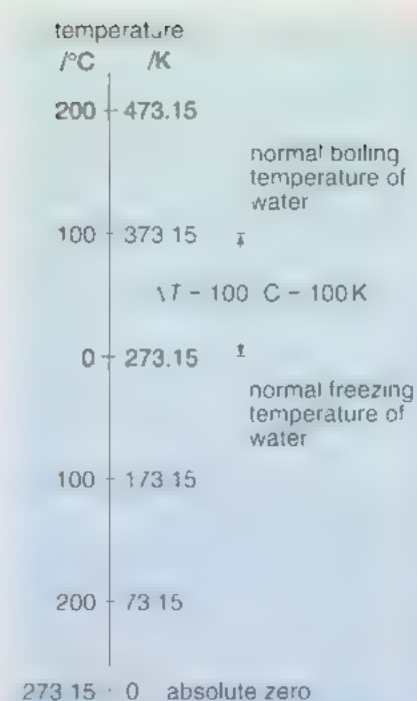 temperature
/°C /K
200 473.15
normal boiling
temperature of
water
100 373 15
\T - 100 C - 100K
0 273.15
normal freezing
temperature of
water
100 173 15
200 73 15
273 15 0 absolute zero